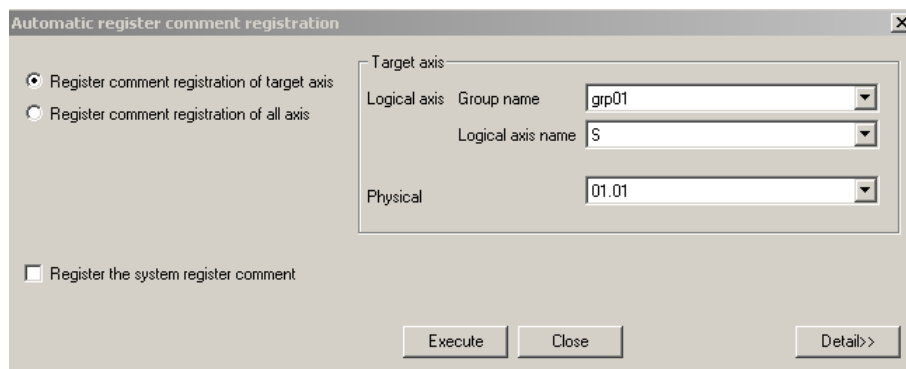 Automatic register comment registration
Register comment registration of target axis
Register comment registration of all axis
Target axis
Logical axis Group name grp01
Logical axis name S
Physical 01.01
Register the system register comment
Execute Close Detail>>